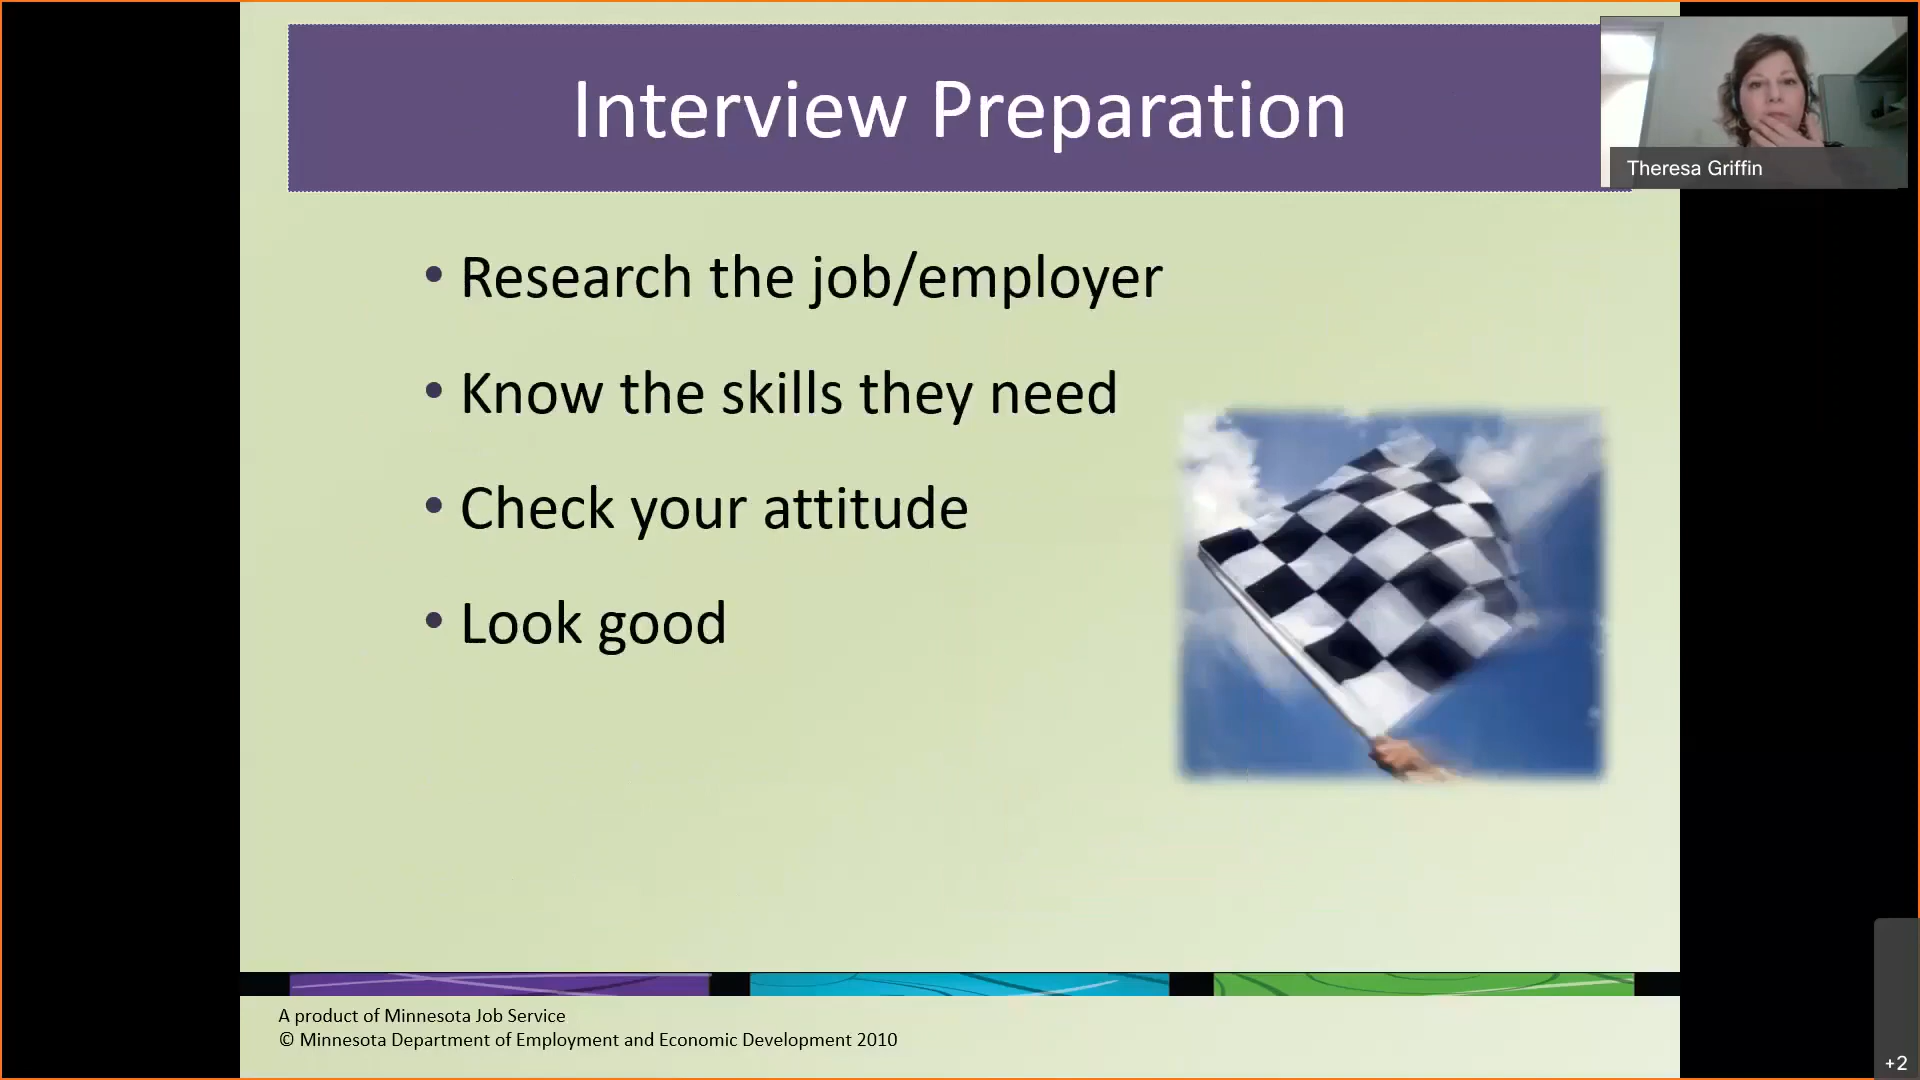 Interview Preparation
Theresa Griffin
• Research the job/employer
• Know the skills they need
• Check your attitude
• Look good
A product of Minnesota Job Service
© Minnesota Department of Employment and Economic Development 2010
+2